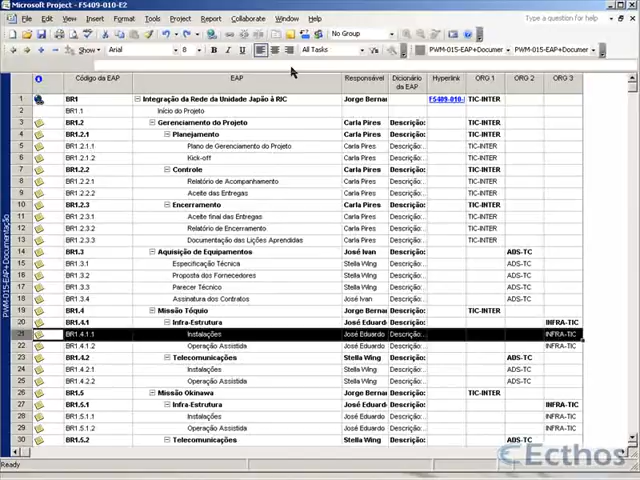 Microsoft Project - F5409-010-E2
File Edit View Insert Format Tools Project Report Collaborate Window Help Type a question for help
No Group
Show Arial 8 B I U All Tasks PWM-015-EAP+Documer PWM-015-EAP+Documen
Código da EAP EAP Responsável Dicionário da EAP Hyperlink ORG 1 ORG 2 ORG 3
1 BR1 Integração da Rede da Unidade Japão à RIC Jorge Bernar F5409-010-I TIC-INTER
2 BR1.1 Início do Projeto
3 BR1.2 Gerenciamento do Projeto Carla Pires Descrição: TIC-INTER
4 BR1.2.1 Planejamento Carla Pires Descrição: TIC-INTER
5 BR1.2.1.1 Plano de Gerenciamento do Projeto Carla Pires Descrição:.. TIC-INTER
6 BR1.2.1.2 Kick-off Carla Pires Descrição:.. TIC-INTER
7 BR1.2.2 Controle Carla Pires Descrição: TIC-INTER
8 BR1.2.2.1 Relatório de Acompanhamento Carla Pires Descrição:.. TIC-INTER
9 BR1.2.2.2 Aceite das Entregas Carla Pires Descrição:.. TIC-INTER
10 BR1.2.3 Encerramento Carla Pires Descrição: TIC-INTER
11 BR1.2.3.1 Aceite final das Entregas Carla Pires Descrição:.. TIC-INTER
12 BR1.2.3.2 Relatório de Encerramento Carla Pires Descrição:.. TIC-INTER
13 BR1.2.3.3 Documentação das Lições Aprendidas Carla Pires Descrição:.. TIC-INTER
14 BR1.3 Aquisição de Equipamentos José Ivan Descrição: ADS-TC
15 BR1.3.1 Especificação Técnica Stella Wing Descrição:.. ADS-TC
16 BR1.3.2 Proposta dos Fornecedores Stella Wing Descrição:.. ADS-TC
17 BR1.3.3 Parecer Técnico Stella Wing Descrição:.. ADS-TC
18 BR1.3.4 Assinatura dos Contratos José Ivan Descrição:.. ADS-TC
19 BR1.4 Missão Tóquio Jorge Bernar Descrição: TIC-INTER
20 BR1.4.1 Infra-Estrutura José Eduardo Descrição: INFRA-TIC
21 BR1.4.1.1 Instalações José Eduardo Descrição:.. INFRA-TIC
22 BR1.4.1.2 Operação Assistida José Eduardo Descrição:.. INFRA-TIC
23 BR1.4.2 Telecomunicações Stella Wing Descrição: ADS-TC
24 BR1.4.2.1 Instalações Stella Wing Descrição:.. ADS-TC
25 BR1.4.2.2 Operação Assistida Stella Wing Descrição:.. ADS-TC
26 BR1.5 Missão Okinawa Jorge Bernar Descrição: TIC-INTER
27 BR1.5.1 Infra-Estrutura José Eduardo Descrição: INFRA-TIC
28 BR1.5.1.1 Instalações José Eduardo Descrição:.. INFRA-TIC
29 BR1.5.1.2 Operação Assistida José Eduardo Descrição:.. INFRA-TIC
30 BR1.5.2 Telecomunicações Stella Wing Descrição: ADS-TC
PWM-015-EAP+Documentação
Ready
Ecthos